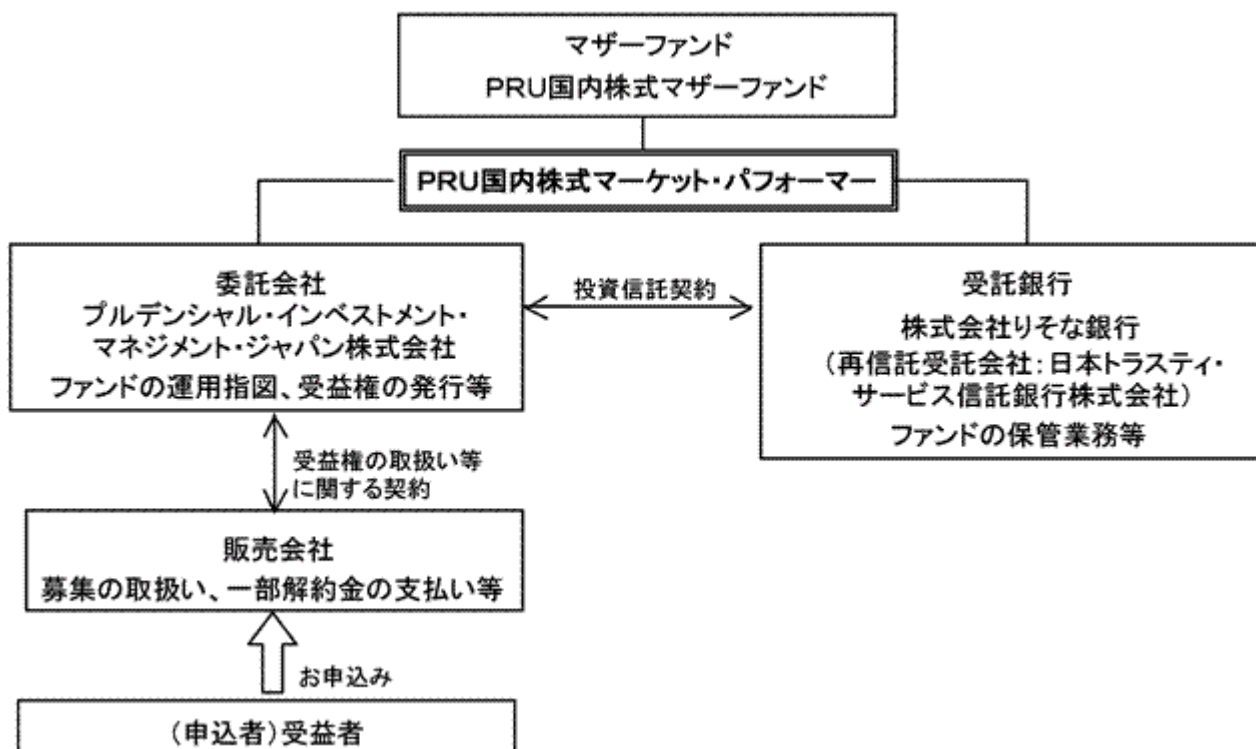 マザーファンド
PRU国内株式マザーファンド
PRU国内株式マーケット・パフォーマー
委託会社
プルデンシャル・インベストメント・
マネジメント・ジャパン株式会社
ファンドの運用指図、受益権の発行等
投資信託契約
受託銀行
株式会社りそな銀行
(再信託受託会社:日本トラスティ・
サービス信託銀行株式会社)
ファンドの保管業務等
受益権の取扱い等
に関する契約
販売会社
募集の取扱い、一部解約金の支払い等
お申込み
(申込者)受益者